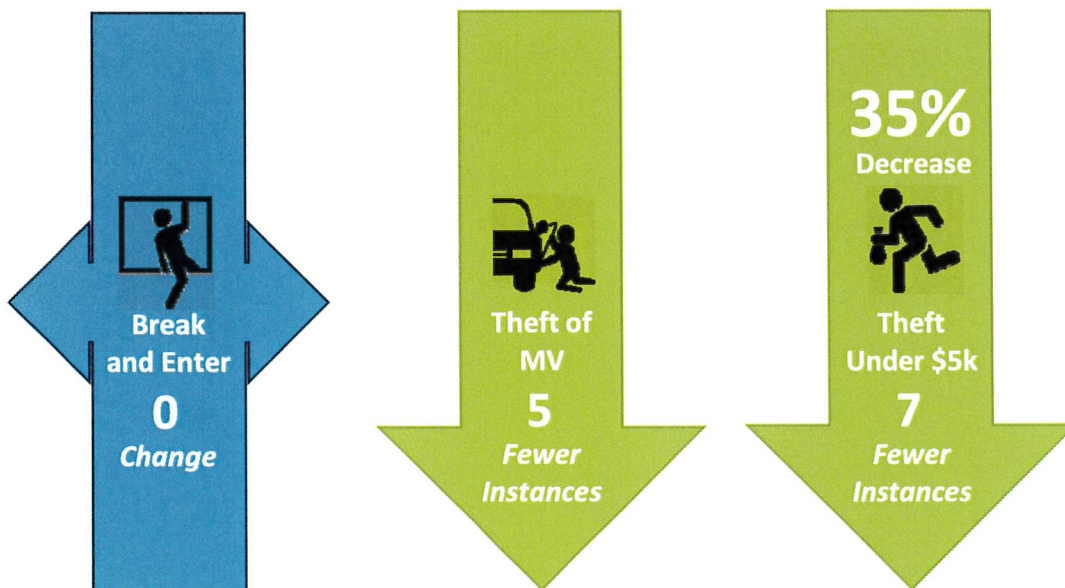 Break
and Enter
0
Change
Theft of
MV
5
Fewer
Instances
35%
Decrease
Theft
Under $5k
7
Fewer
Instances